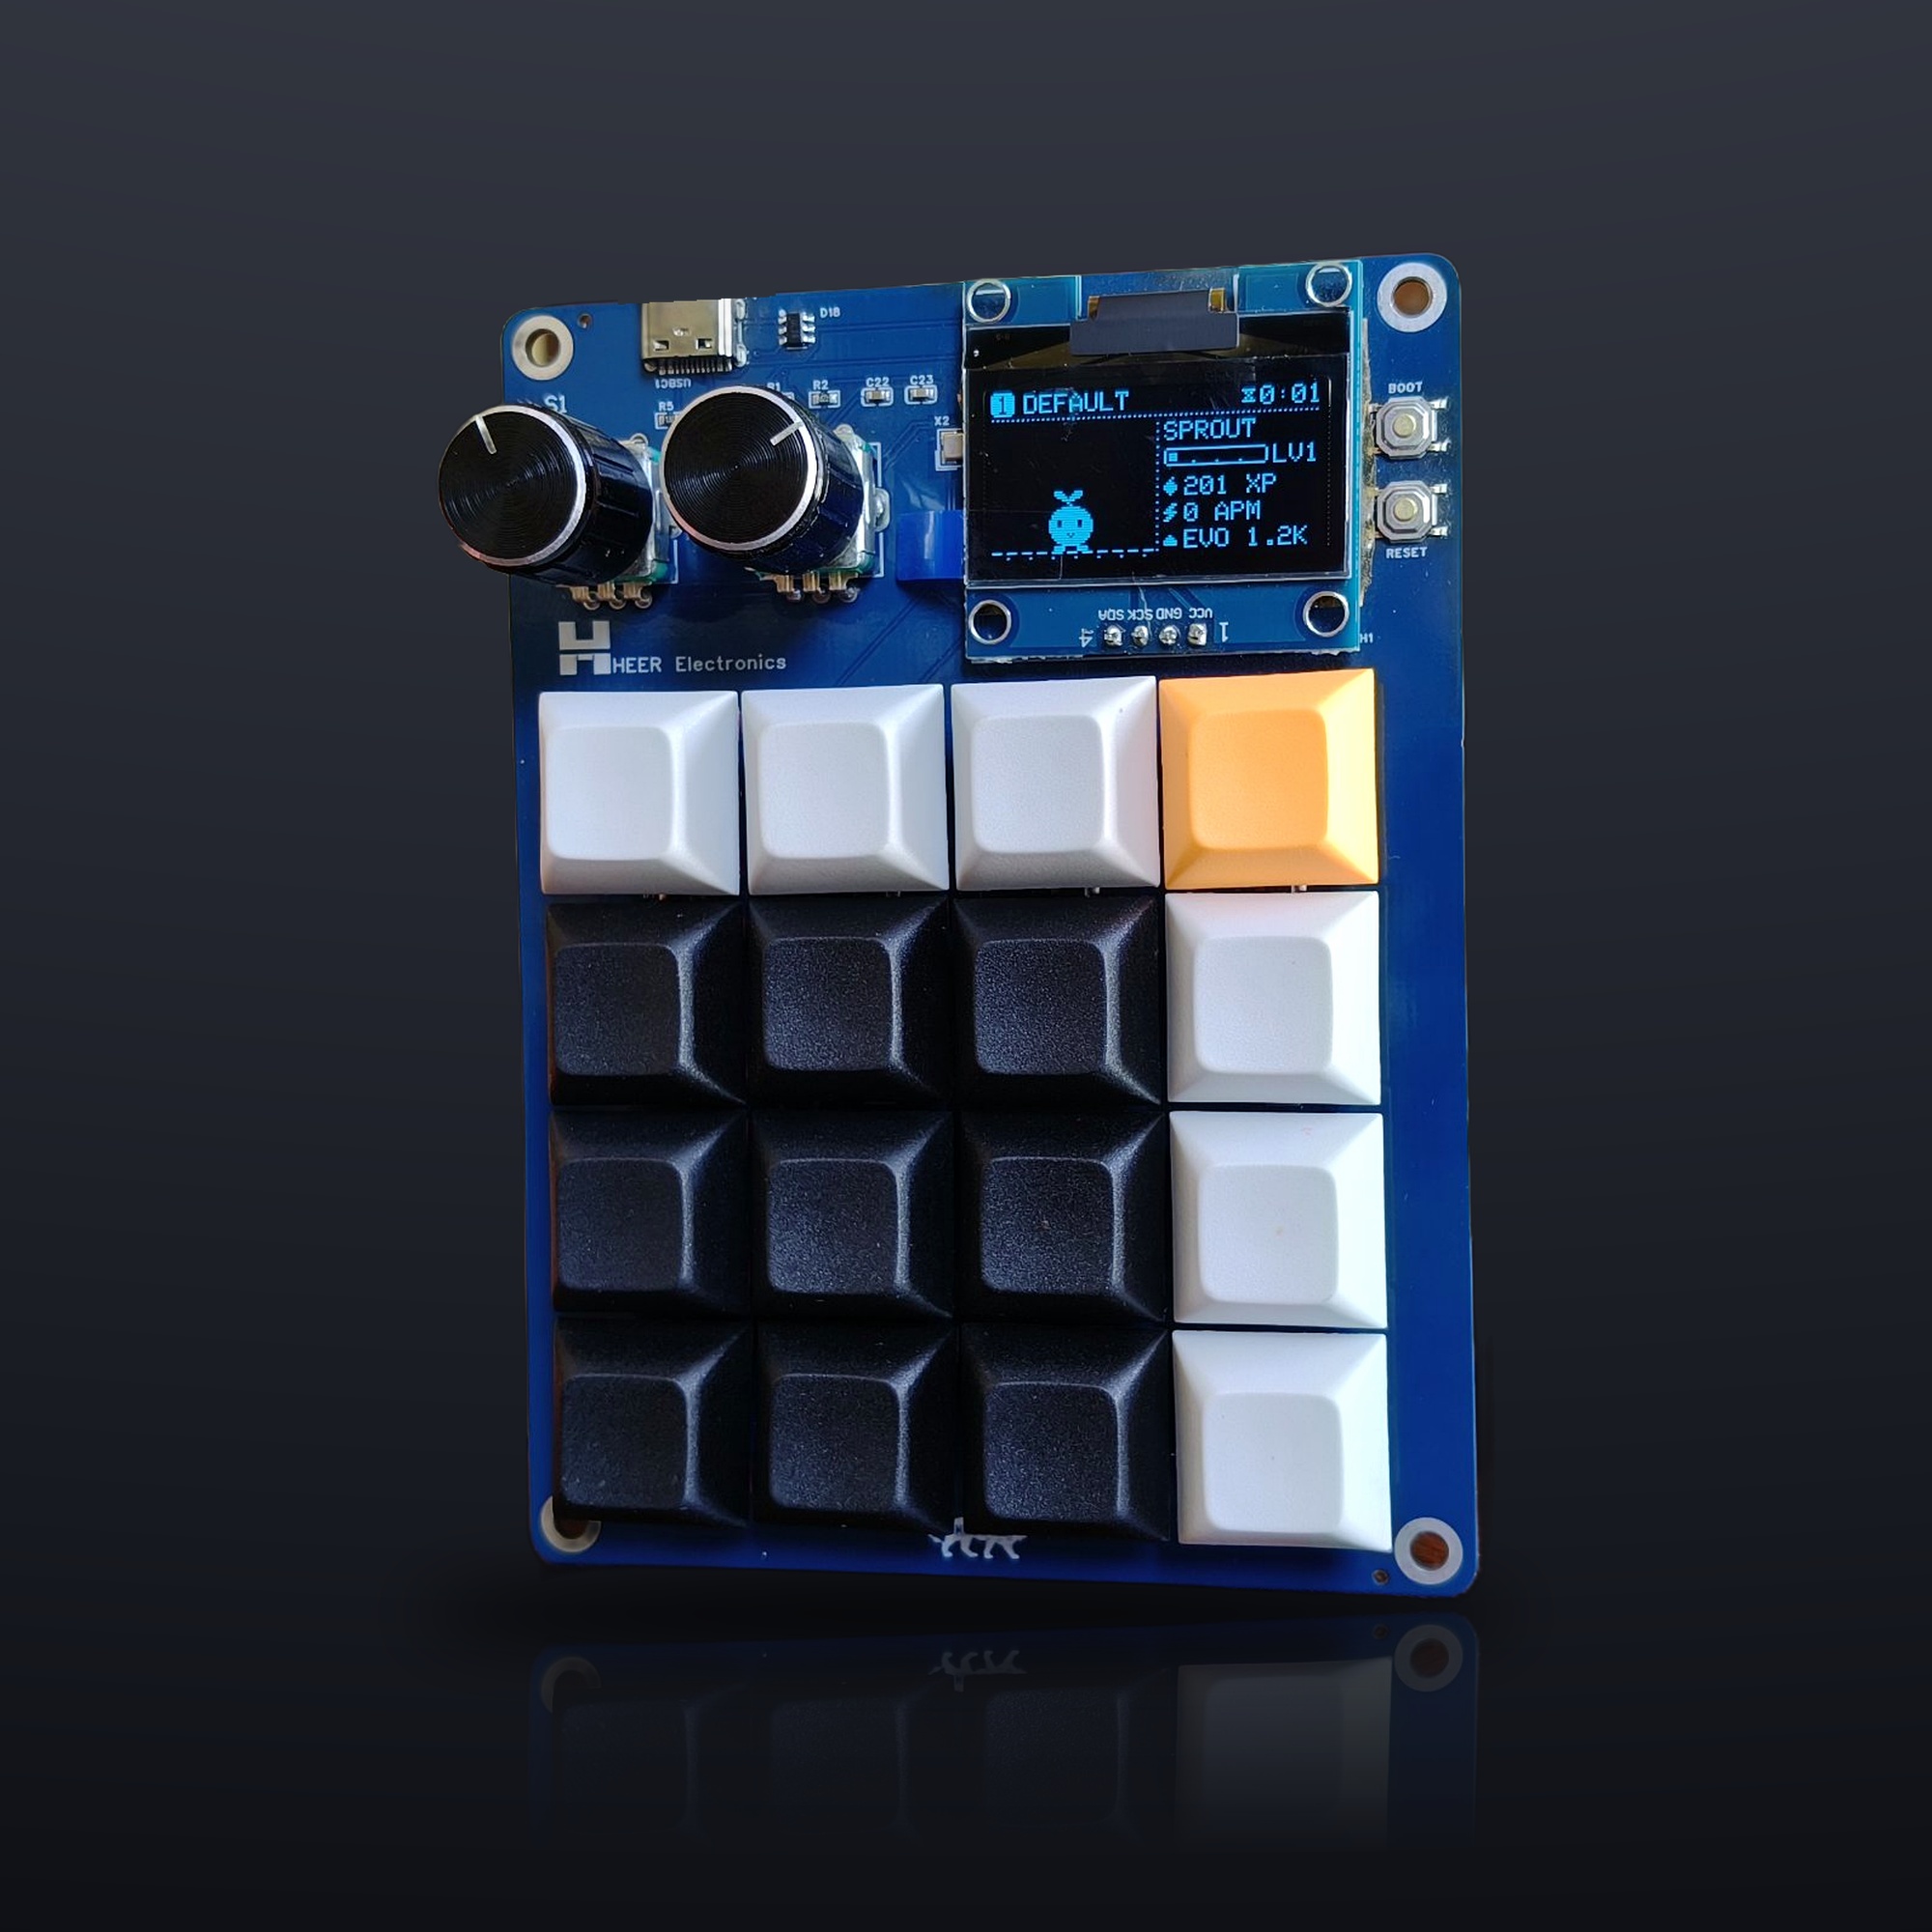 D18
USBC1
S1
R5
R1
R2
C22
C23
X2
1 DEFAULT
0:01
SPROUT
LV1
201 XP
0 APM
EVO 1.2K
BOOT
RESET
VCC GND SCK SDA
1
4
H1
HEER Electronics